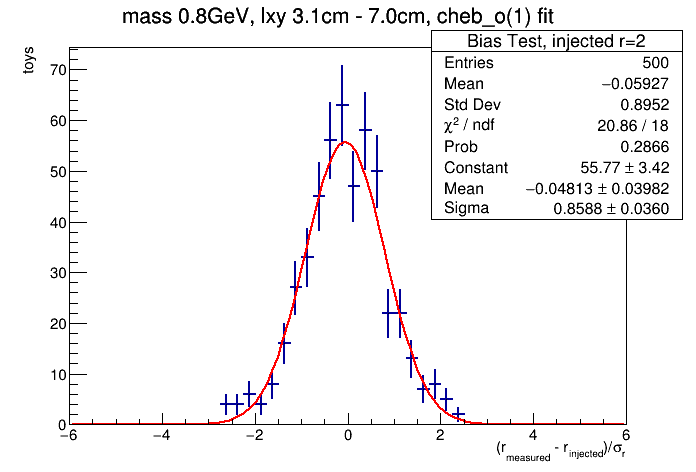 mass 0.8GeV, lxy 3.1cm - 7.0cm, cheb_o(1) fit
toys
Bias Test, injected r=2
Entries 500
Mean −0.05927
Std Dev 0.8952
χ² / ndf 20.86 / 18
Prob 0.2866
Constant 55.77 ± 3.42
Mean −0.04813 ± 0.03982
Sigma 0.8588 ± 0.0360
70
60
50
40
30
20
10
0
−6 −4 −2 0 2 4 6
(r_measured - r_injected)/σ_r